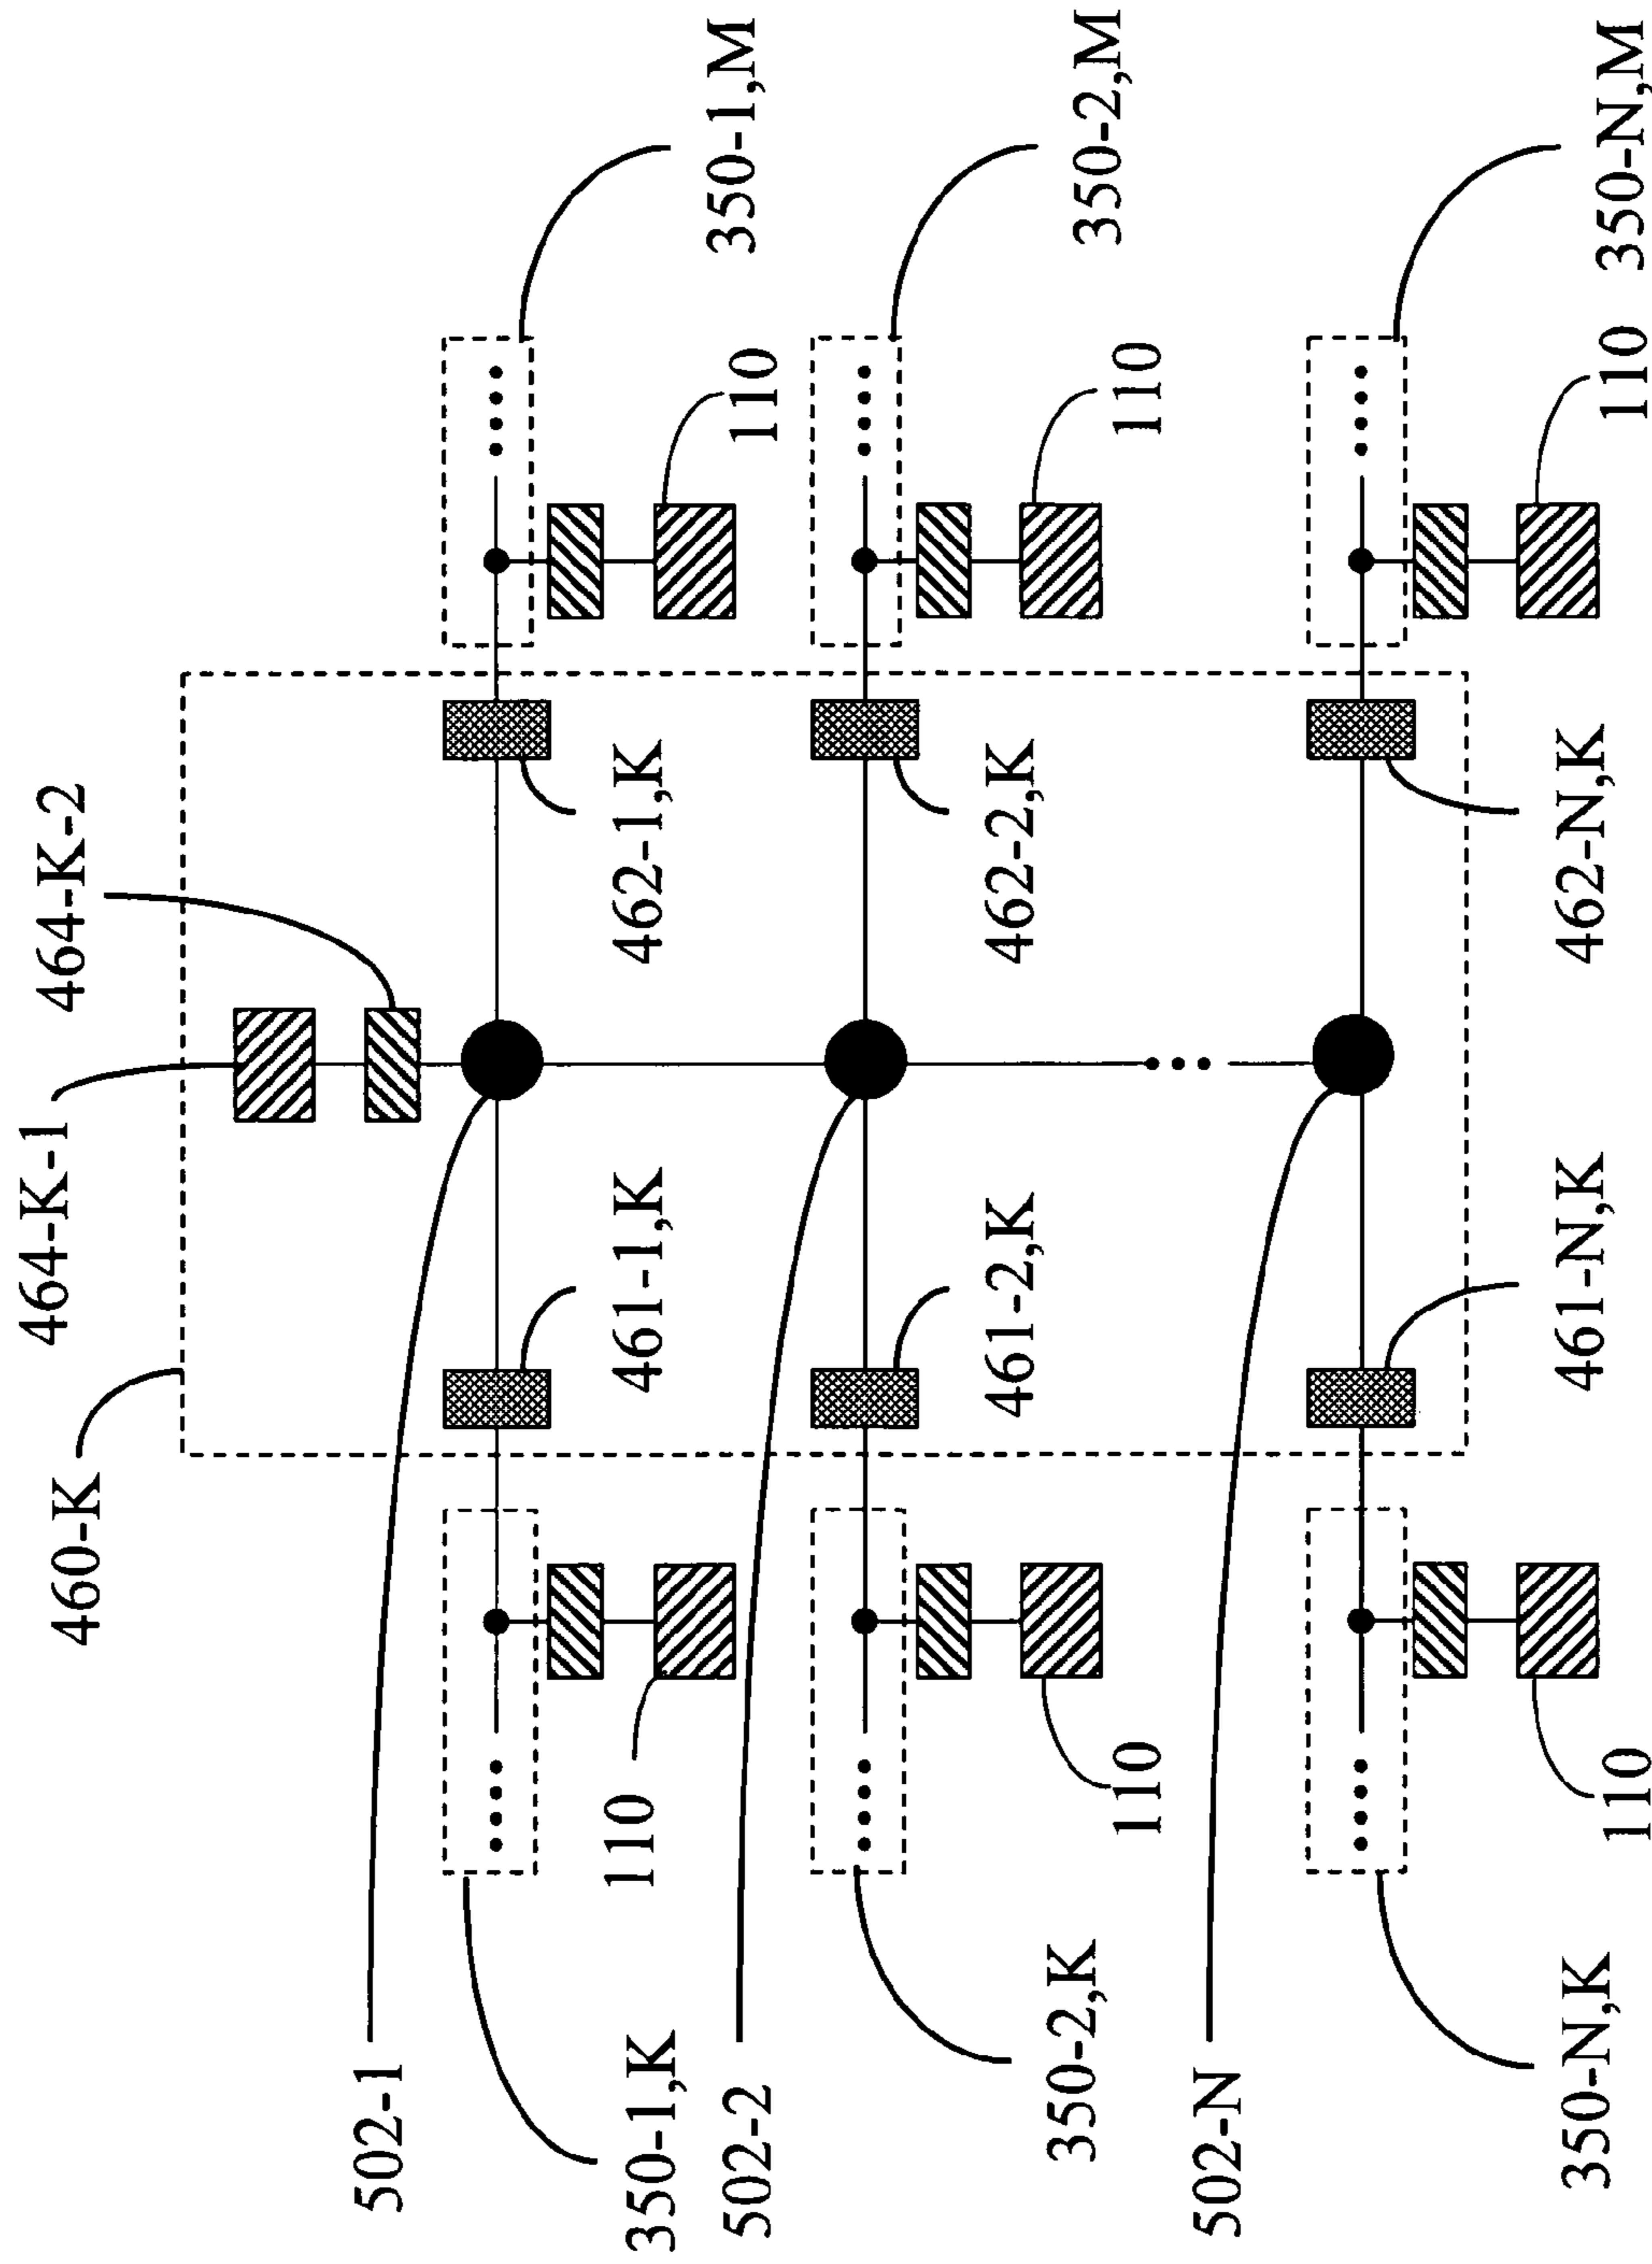 460-K
464-K-1
464-K-2
502-1
350-1,K
110
461-1,K
462-1,K
110
350-1,M
502-2
350-2,K
110
461-2,K
462-2,K
110
350-2,M
502-N
350-N,K
110
461-N,K
462-N,K
110
350-N,M